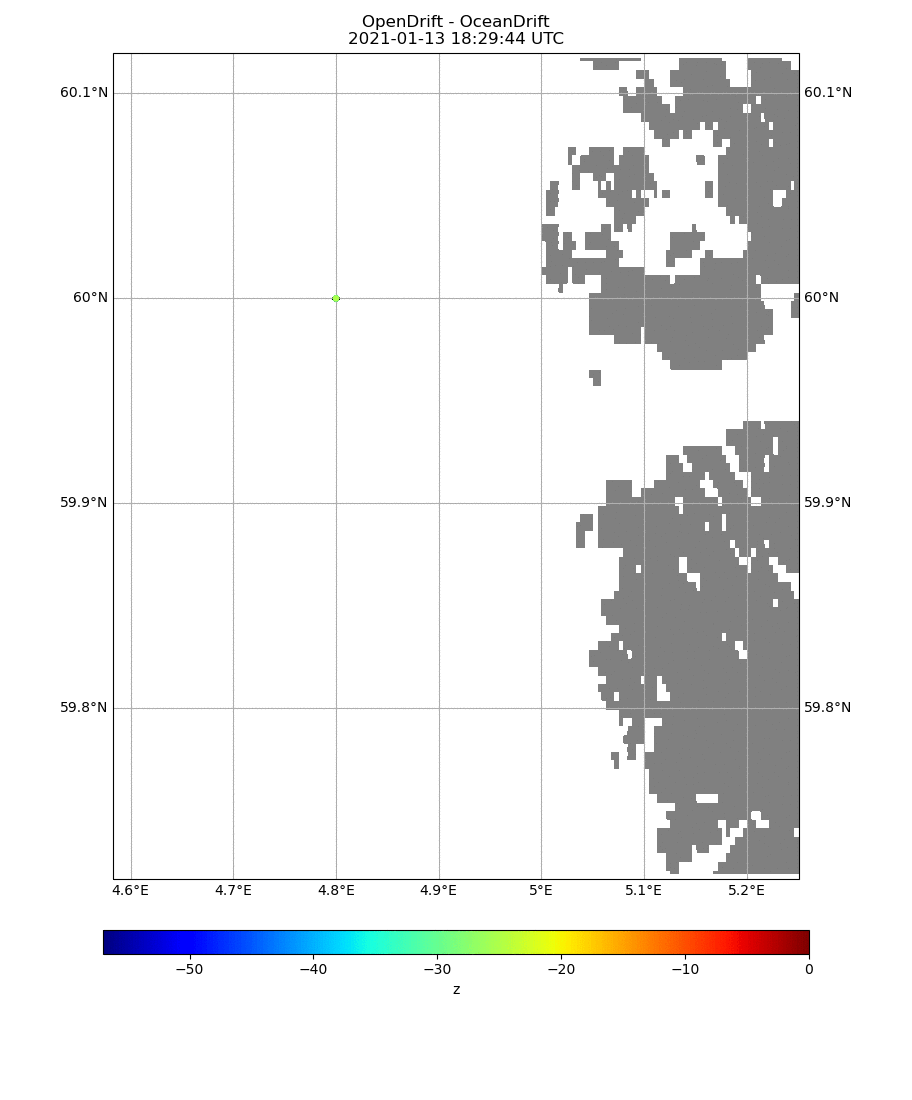 OpenDrift - OceanDrift
2021-01-13 18:29:44 UTC
60.1°N 60.1°N
60°N 60°N
59.9°N 59.9°N
59.8°N 59.8°N
4.6°E 4.7°E 4.8°E 4.9°E 5°E 5.1°E 5.2°E
−50 −40 −30 −20 −10 0
z